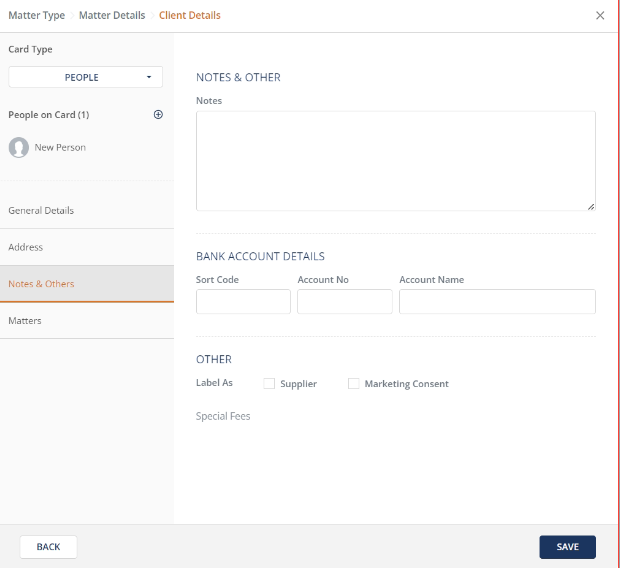 Matter Type Matter Details Client Details
Card Type
PEOPLE
People on Card (1)
New Person
General Details
Address
Notes & Others
Matters
NOTES & OTHER
Notes
BANK ACCOUNT DETAILS
Sort Code Account No Account Name
OTHER
Label As Supplier Marketing Consent
Special Fees
BACK SAVE